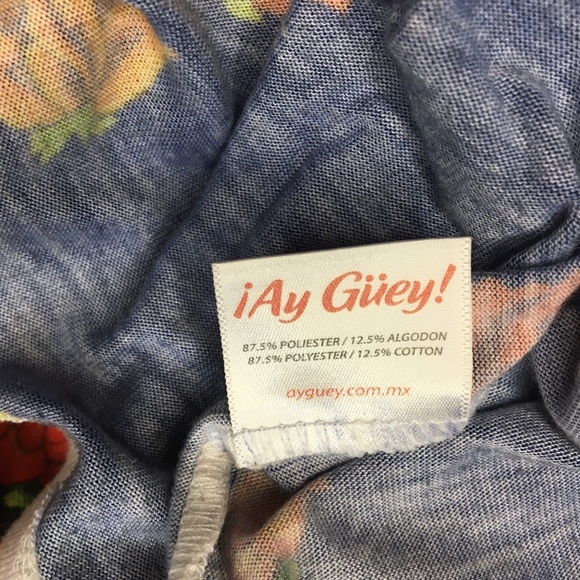 ¡Ay Güey!
87.5% POLIESTER / 12.5% ALGODON
87.5% POLYESTER / 12.5% COTTON
ayguey.com.mx